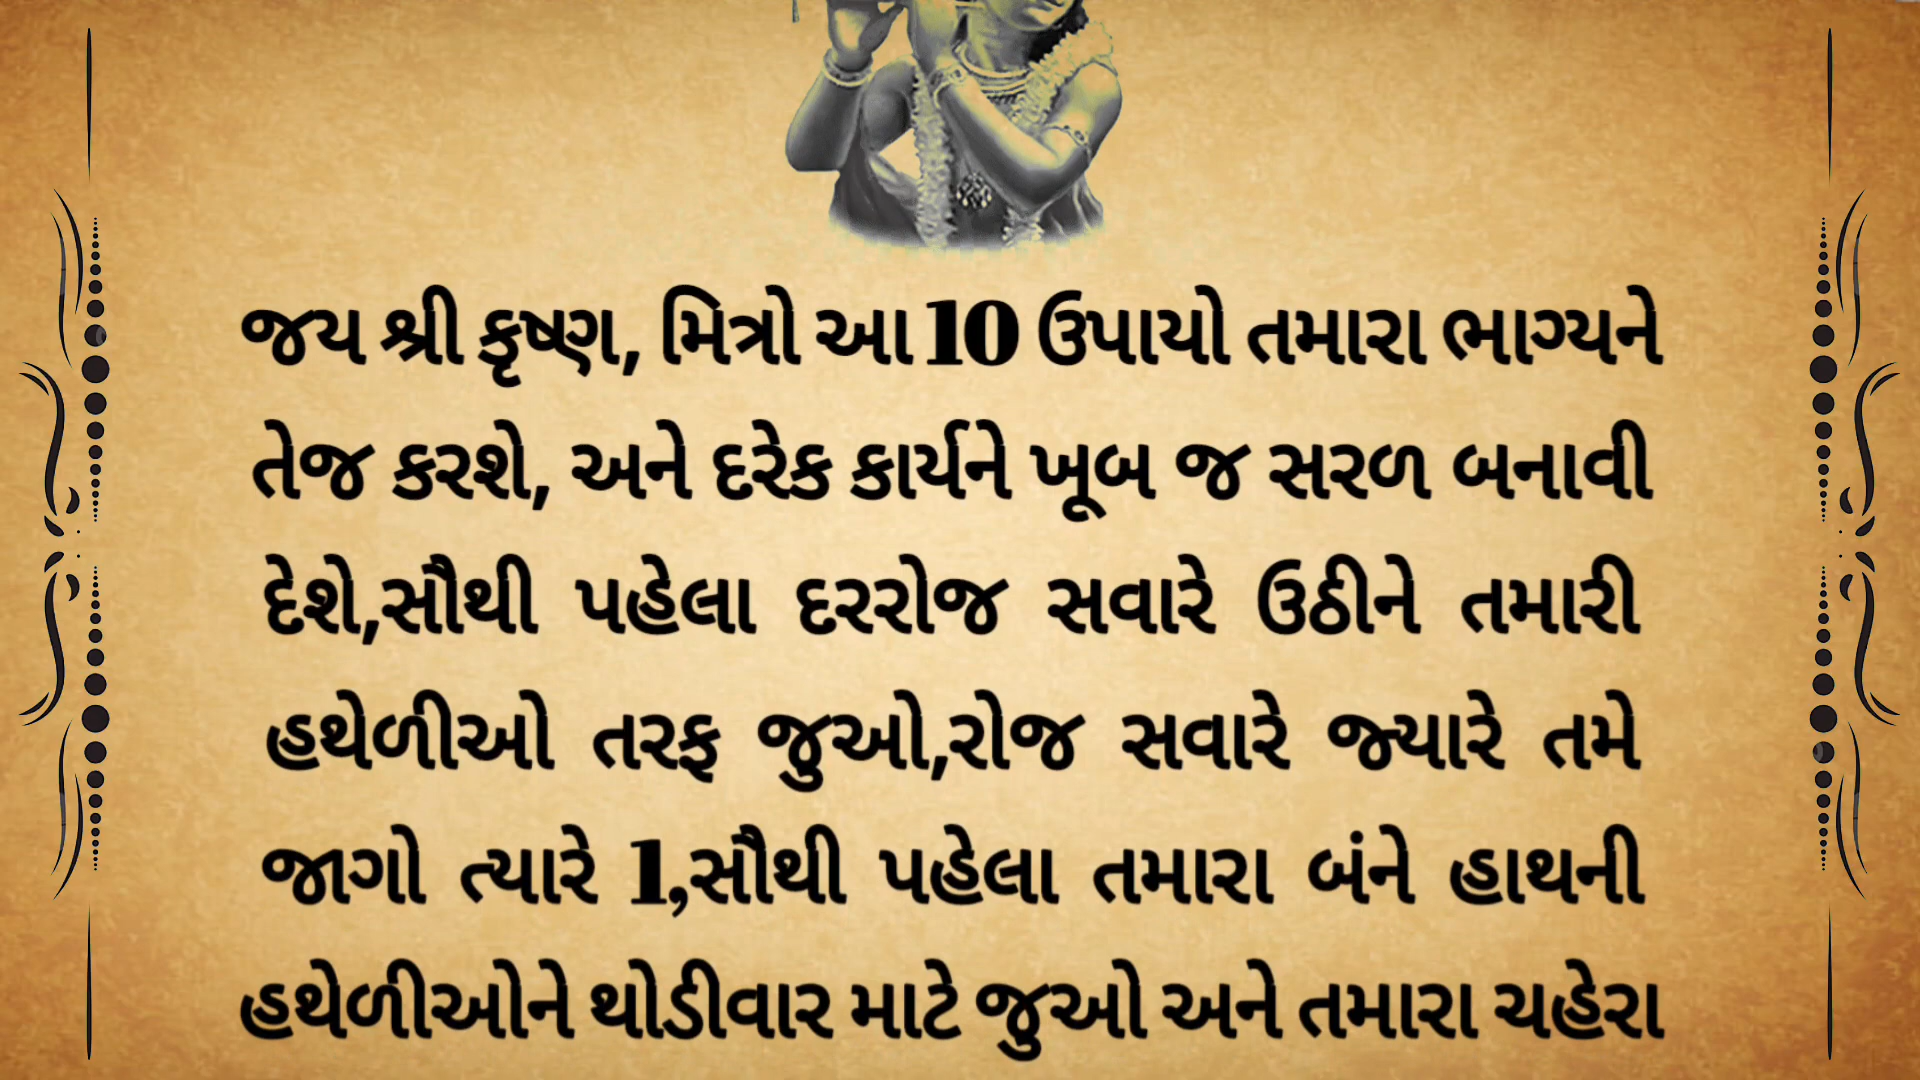 જય શ્રી કૃષ્ણ, મિત્રો આ 10 ઉપાયો તમારા ભાગ્યને
તેજ કરશે, અને દરેક કાર્યને ખૂબ જ સરળ બનાવી
દેશે,સૌથી પહેલા દરરોજ સવારે ઉઠીને તમારી
હથેળીઓ તરફ જુઓ,રોજ સવારે જ્યારે તમે
જાગો ત્યારે 1,સૌથી પહેલા તમારા બંને હાથની
હથેળીઓને થોડીવાર માટે જુઓ અને તમારા ચહેરા